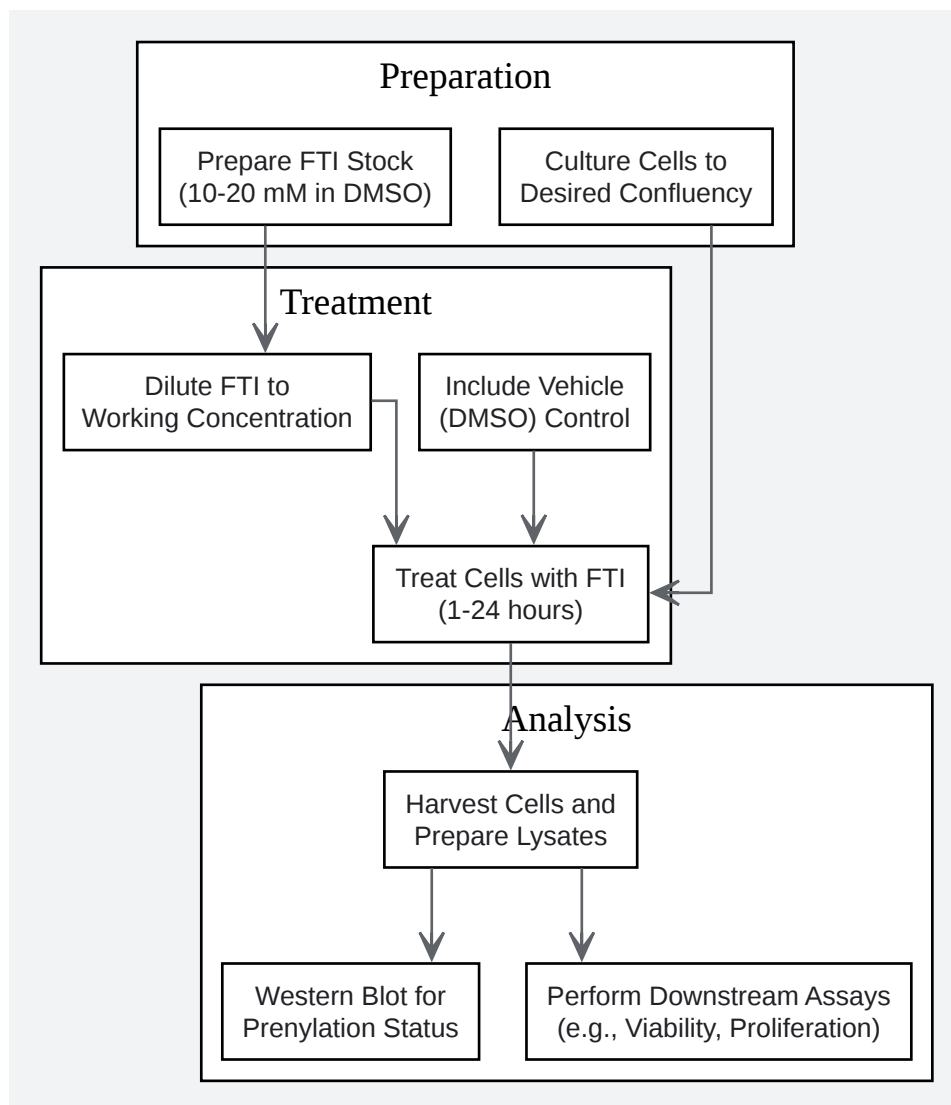 Preparation
Prepare FTI Stock
(10-20 mM in DMSO)
Culture Cells to
Desired Confluency
Treatment
Dilute FTI to
Working Concentration
Include Vehicle
(DMSO) Control
Treat Cells with FTI
(1-24 hours)
Analysis
Harvest Cells and
Prepare Lysates
Western Blot for
Prenylation Status
Perform Downstream Assays
(e.g., Viability, Proliferation)